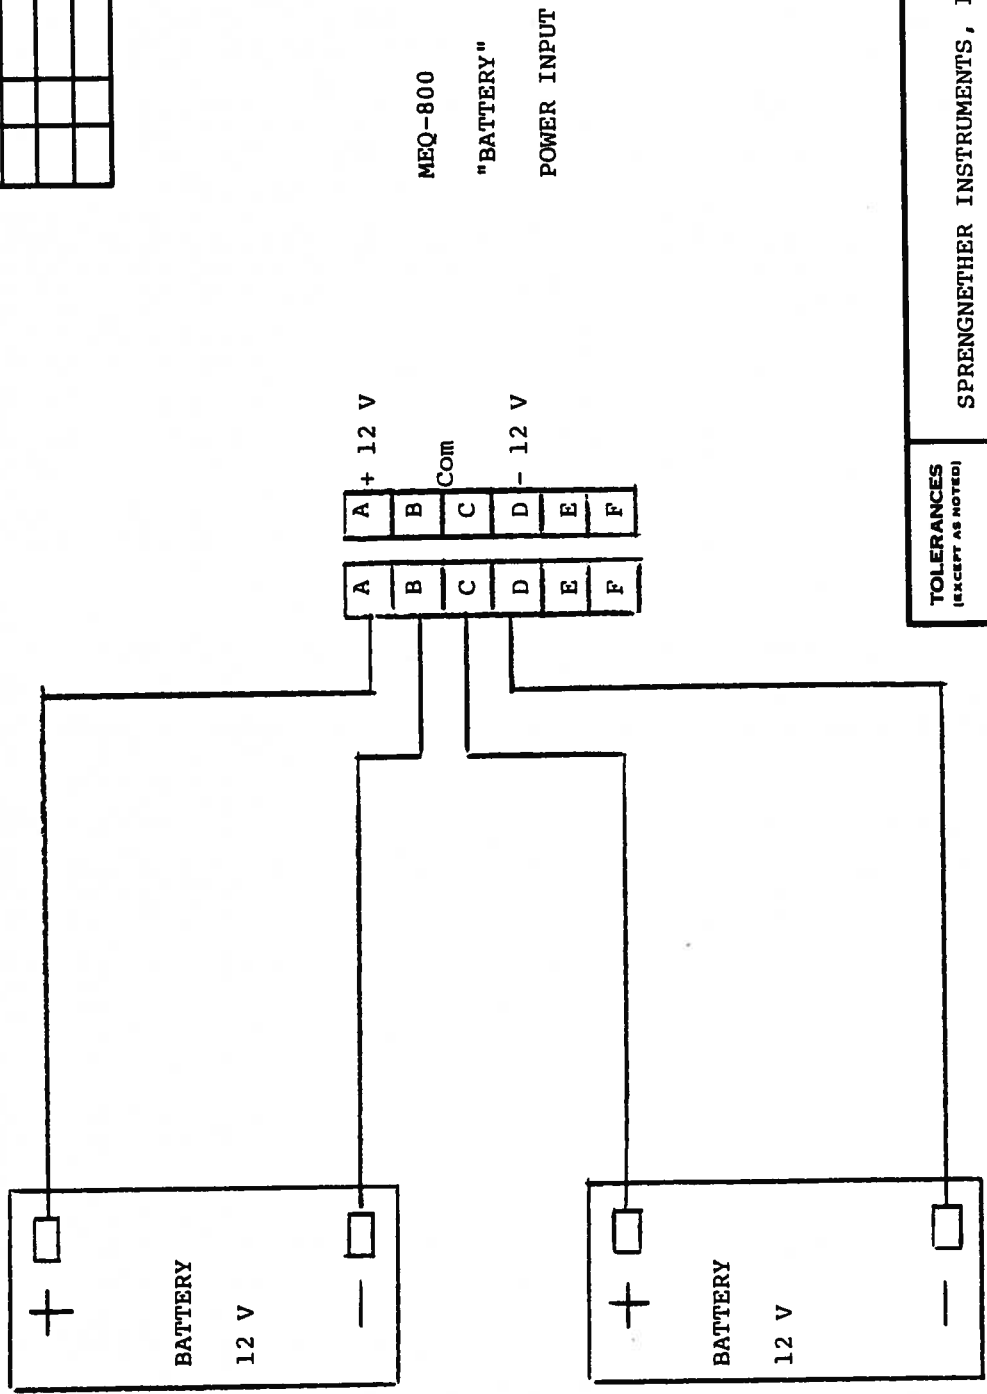 +
BATTERY
12 V
—
+
BATTERY
12 V
—
A
B
C
D
E
F
A
B
C
D
E
F
+ 12 V
Com
- 12 V
MEQ-800
"BATTERY"
POWER INPUT
TOLERANCES
(EXCEPT AS NOTED)
SPRENGNETHER INSTRUMENTS,